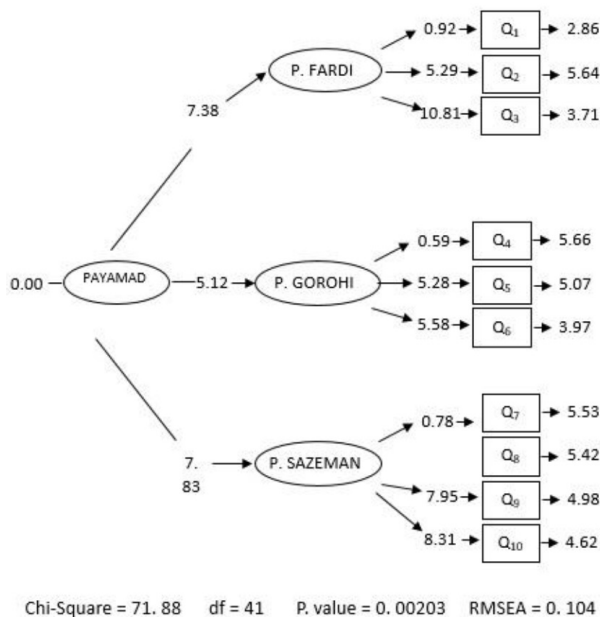 0.92 Q₁ 2.86
P. FARDI 5.29 Q₂ 5.64
10.81 Q₃ 3.71
7.38
0.59 Q₄ 5.66
0.00 PAYAMAD 5.12 P. GOROHI 5.28 Q₅ 5.07
5.58 Q₆ 3.97
0.78 Q₇ 5.53
Q₈ 5.42
7. P. SAZEMAN
83
7.95 Q₉ 4.98
8.31 Q₁₀ 4.62
Chi-Square = 71. 88 df = 41 P. value = 0. 00203 RMSEA = 0. 104